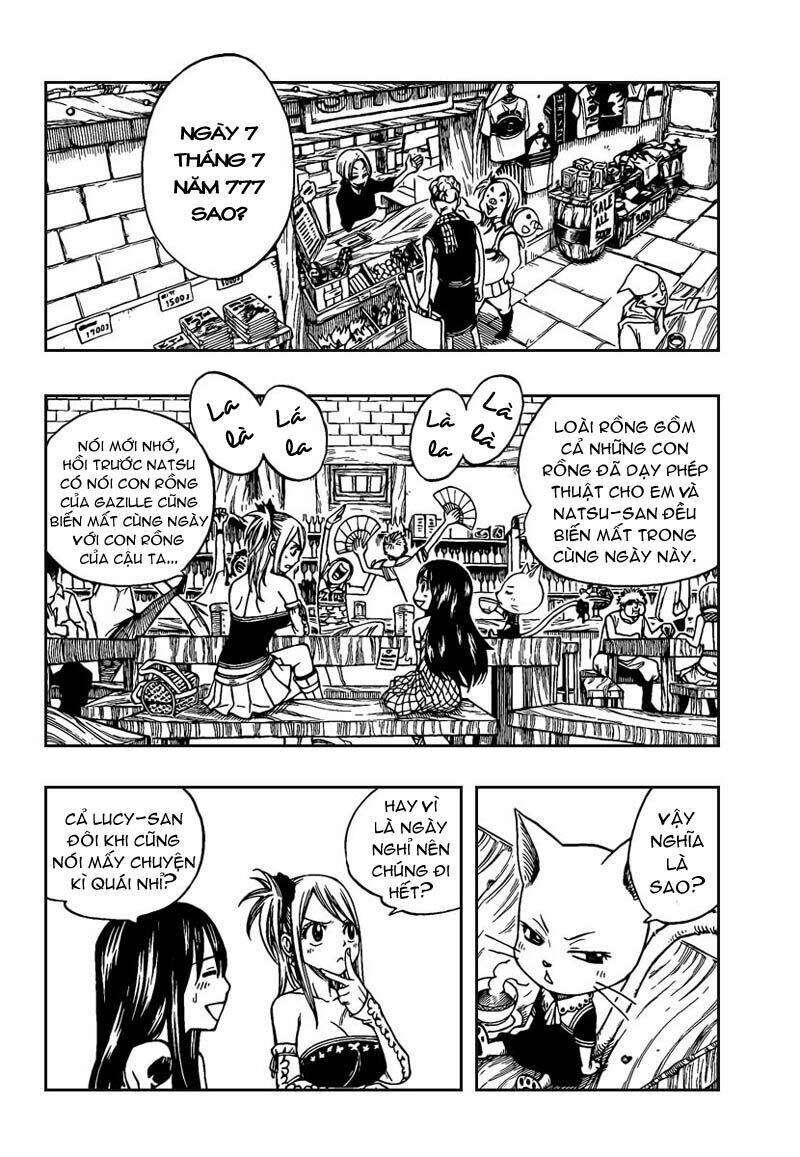 NGÀY 7
THÁNG 7
NĂM 777
SAO?
1500J
1700J
SALE
ALL
LOÀI RỒNG GỒM
CẢ NHỮNG CON
RỒNG ĐÃ DẠY PHÉP
THUẬT CHO EM VÀ
NATSU-SAN ĐỀU
BIẾN MẤT TRONG
CÙNG NGÀY NÀY.
Là
là
Là
la
Lá
la
La
là
NÓI MỚI NHỚ,
HỒI TRƯỚC NATSU
CÓ NÓI CON RỒNG
CỦA GAZILLE CŨNG
BIẾN MẤT CÙNG NGÀY
VỚI CON RỒNG
CỦA CẬU TA...
VẬY
NGHĨA
LÀ
SAO?
HAY VÌ
LÀ NGÀY
NGHỈ NÊN
CHÚNG ĐI
HẾT?
CẢ LUCY-SAN
ĐÔI KHI CŨNG
NÓI MẤY CHUYỆN
KÌ QUÁI NHỈ?